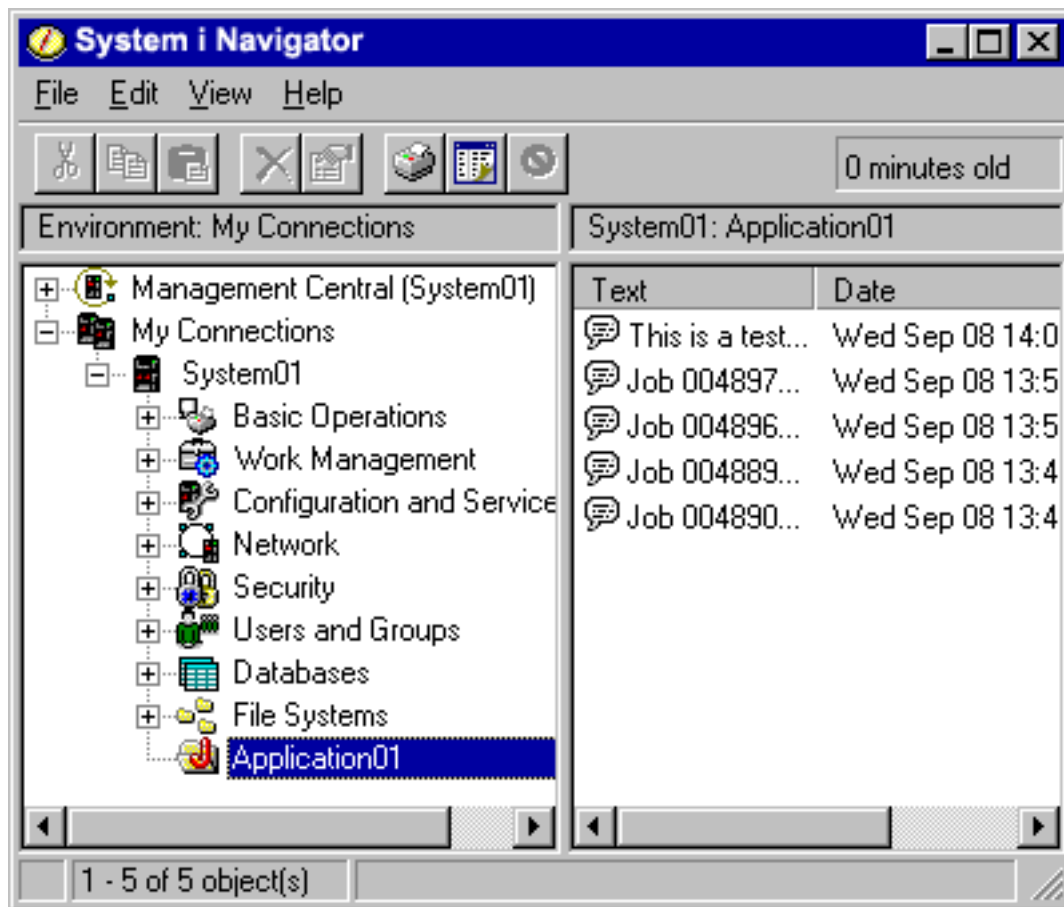 System i Navigator
File Edit View Help
0 minutes old
Environment: My Connections
System01: Application01
Management Central (System01)
My Connections
System01
Basic Operations
Work Management
Configuration and Service
Network
Security
Users and Groups
Databases
File Systems
Application01
Text Date
This is a test... Wed Sep 08 14:0
Job 004897... Wed Sep 08 13:5
Job 004896... Wed Sep 08 13:5
Job 004889... Wed Sep 08 13:4
Job 004890... Wed Sep 08 13:4
1 - 5 of 5 object(s)